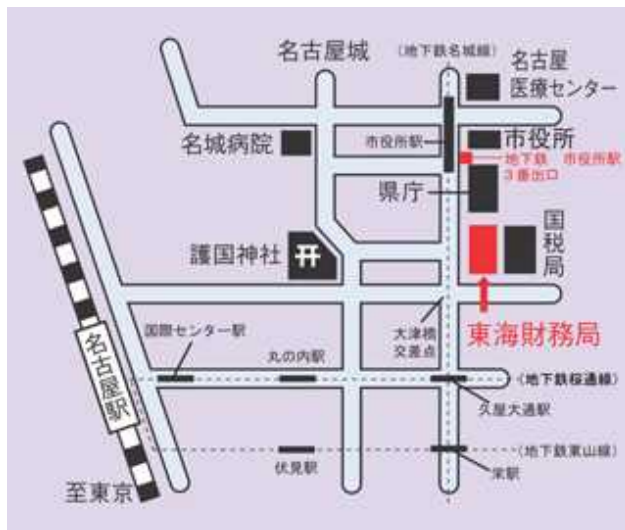 名古屋城
(地下鉄名城線)
名古屋
医療センター
名城病院
市役所駅
市役所
地下鉄 市役所駅
3番出口
県庁
護国神社
国税局
東海財務局
大津橋
交差点
国際センター駅
丸の内駅
名古屋駅
(地下鉄桜通線)
久屋大通駅
(地下鉄東山線)
伏見駅
栄駅
至東京